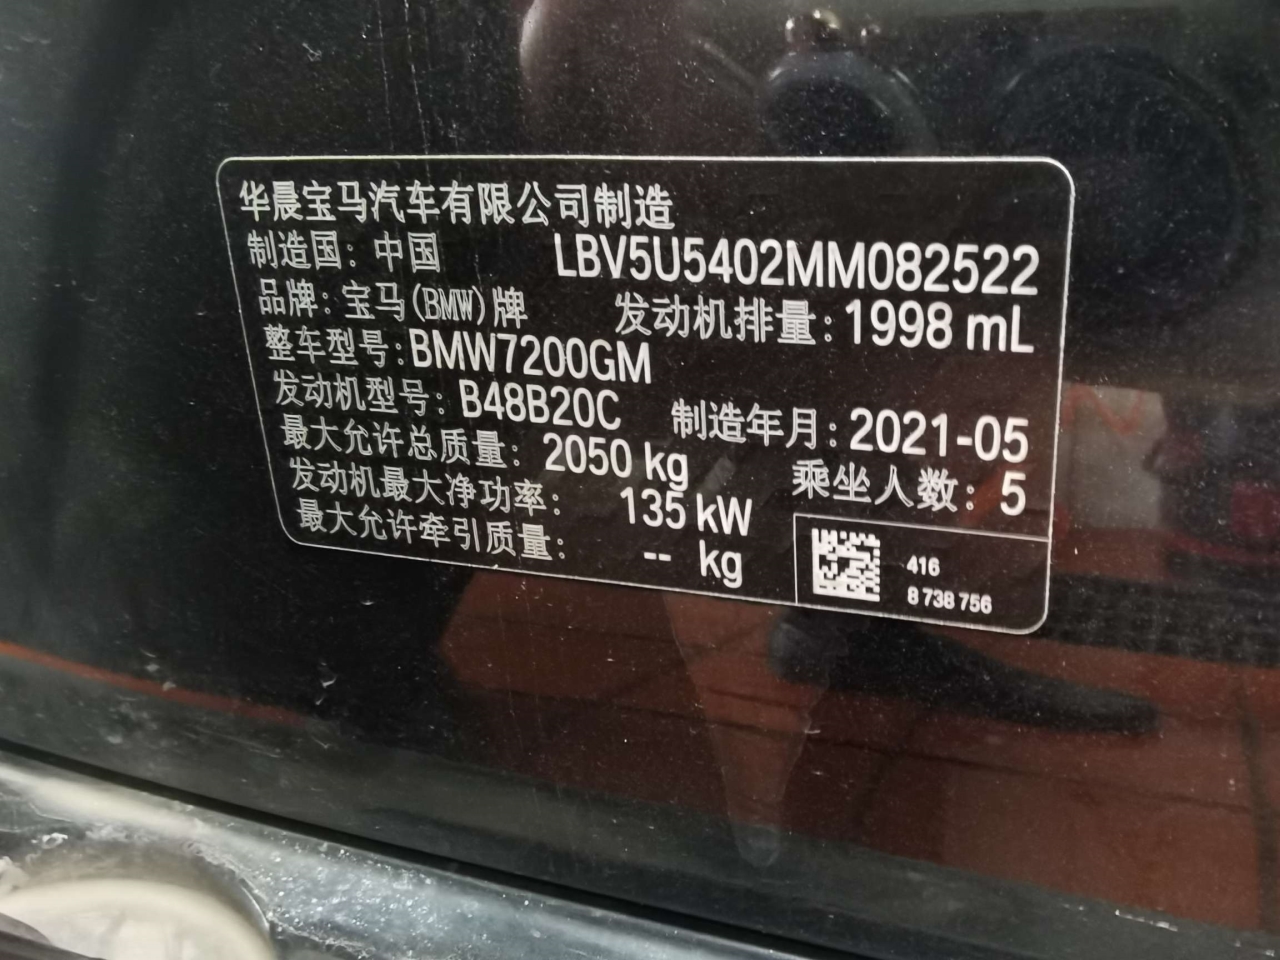 华晨宝马汽车有限公司制造
制造国：中国 LBV5U5402MM082522
品牌：宝马(BMW)牌 发动机排量：1998 mL
整车型号：BMW7200GM
发动机型号：B48B20C 制造年月：2021-05
最大允许总质量：2050 kg 乘坐人数：5
发动机最大净功率：135 kW
最大允许牵引质量：-- kg
416
8 738 756